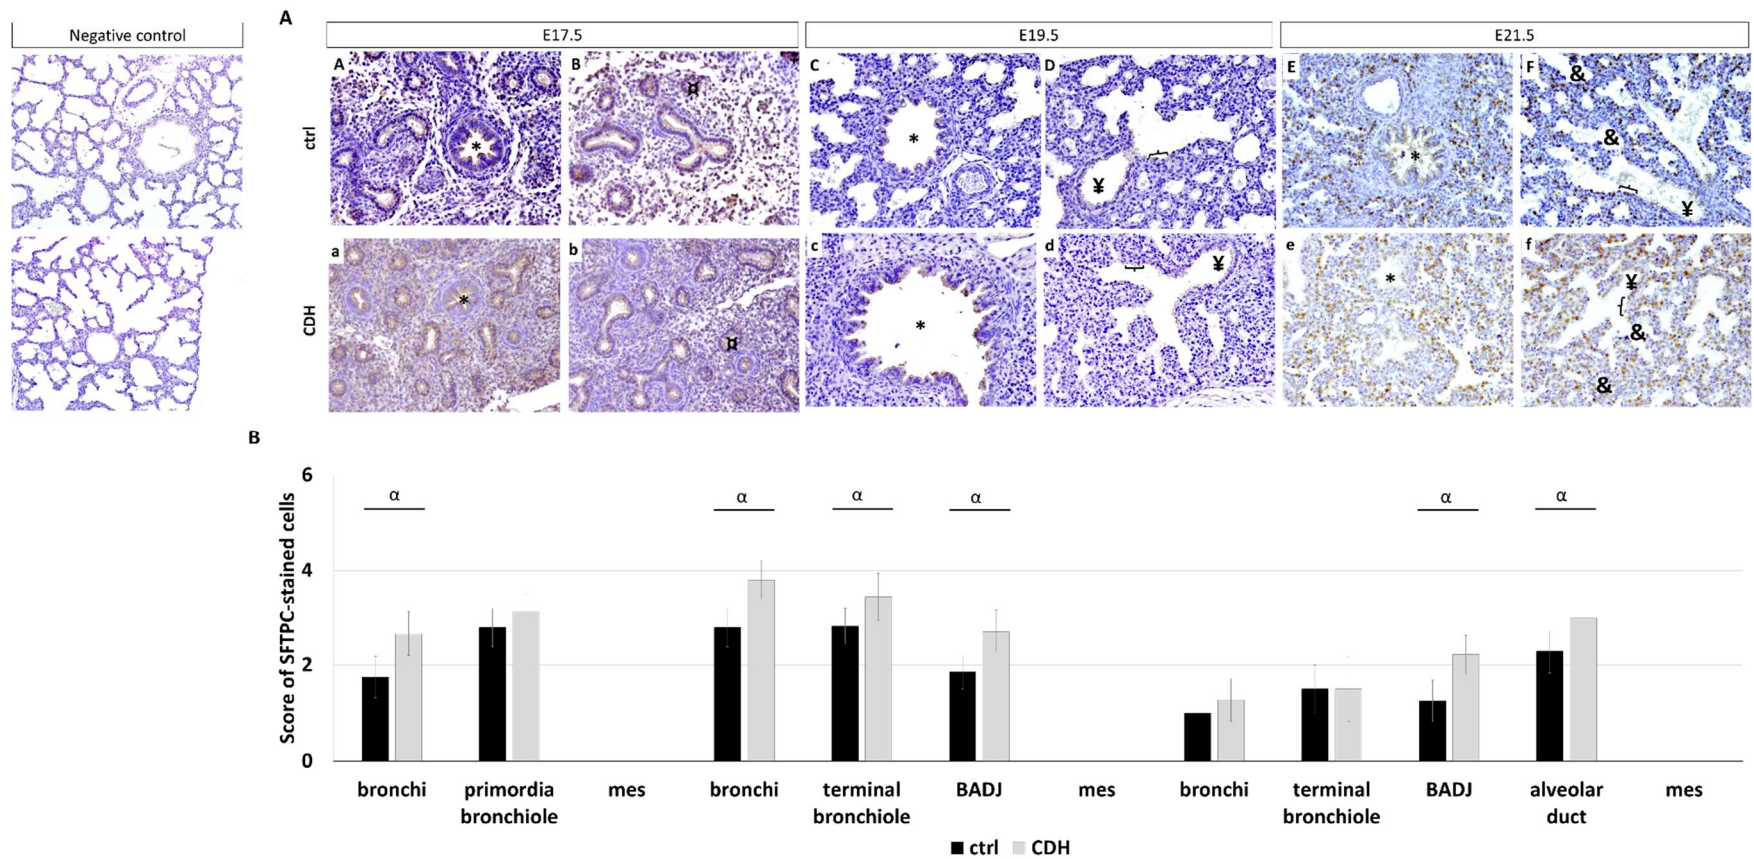 A
Negative control
E17.5
E19.5
E21.5
ctrl
A
*
B
¤
C
*
D
¥
E
*
F
&
&
¥
CDH
a
*
b
¤
c
*
d
¥
e
*
f
¥
&
&
B
Score of SFTPC-stained cells
6
4
2
0
α
α
α
α
α
α
bronchi
primordia
bronchiole
mes
bronchi
terminal
bronchiole
BADJ
mes
bronchi
terminal
bronchiole
BADJ
alveolar
duct
mes
ctrl
CDH